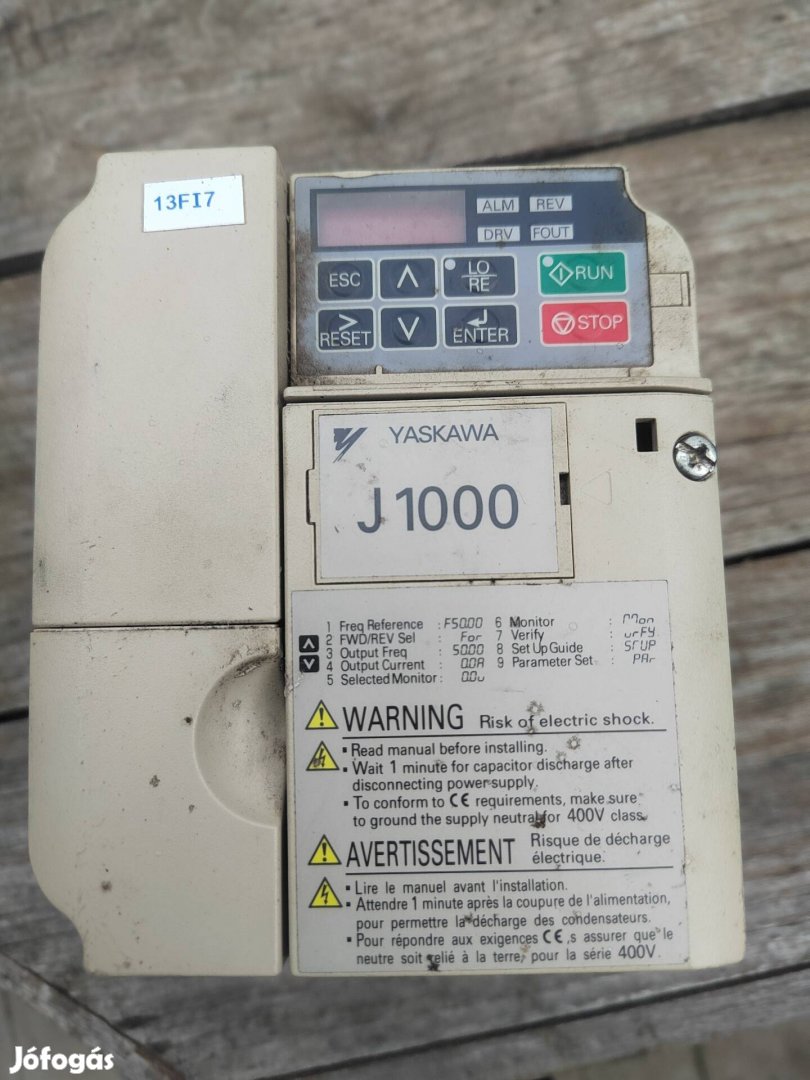 13FI7
ALM REV
DRV FOUT
ESC LO RE RUN
RESET ENTER STOP
YASKAWA
J1000
1 Freq Reference : F50.00 6 Monitor : Mon
2 FWD/REV Sel : For 7 Verify : urFY
3 Output Freq : 50.00 8 Set Up Guide : STUP
4 Output Current : 0.0A 9 Parameter Set : PAr
5 Selected Monitor : 0.0u
WARNING Risk of electric shock.
▪ Read manual before installing.
▪ Wait 1 minute for capacitor discharge after
disconnecting power supply.
▪ To conform to CE requirements, make sure
to ground the supply neutral for 400V class.
AVERTISSEMENT Risque de décharge
électrique.
▪ Lire le manuel avant l'installation.
▪ Attendre 1 minute après la coupure de l'alimentation,
pour permettre la décharge des condensateurs.
▪ Pour répondre aux exigences CE,s assurer que le
neutre soit relié à la terre, pour la série 400V.
Jófogás